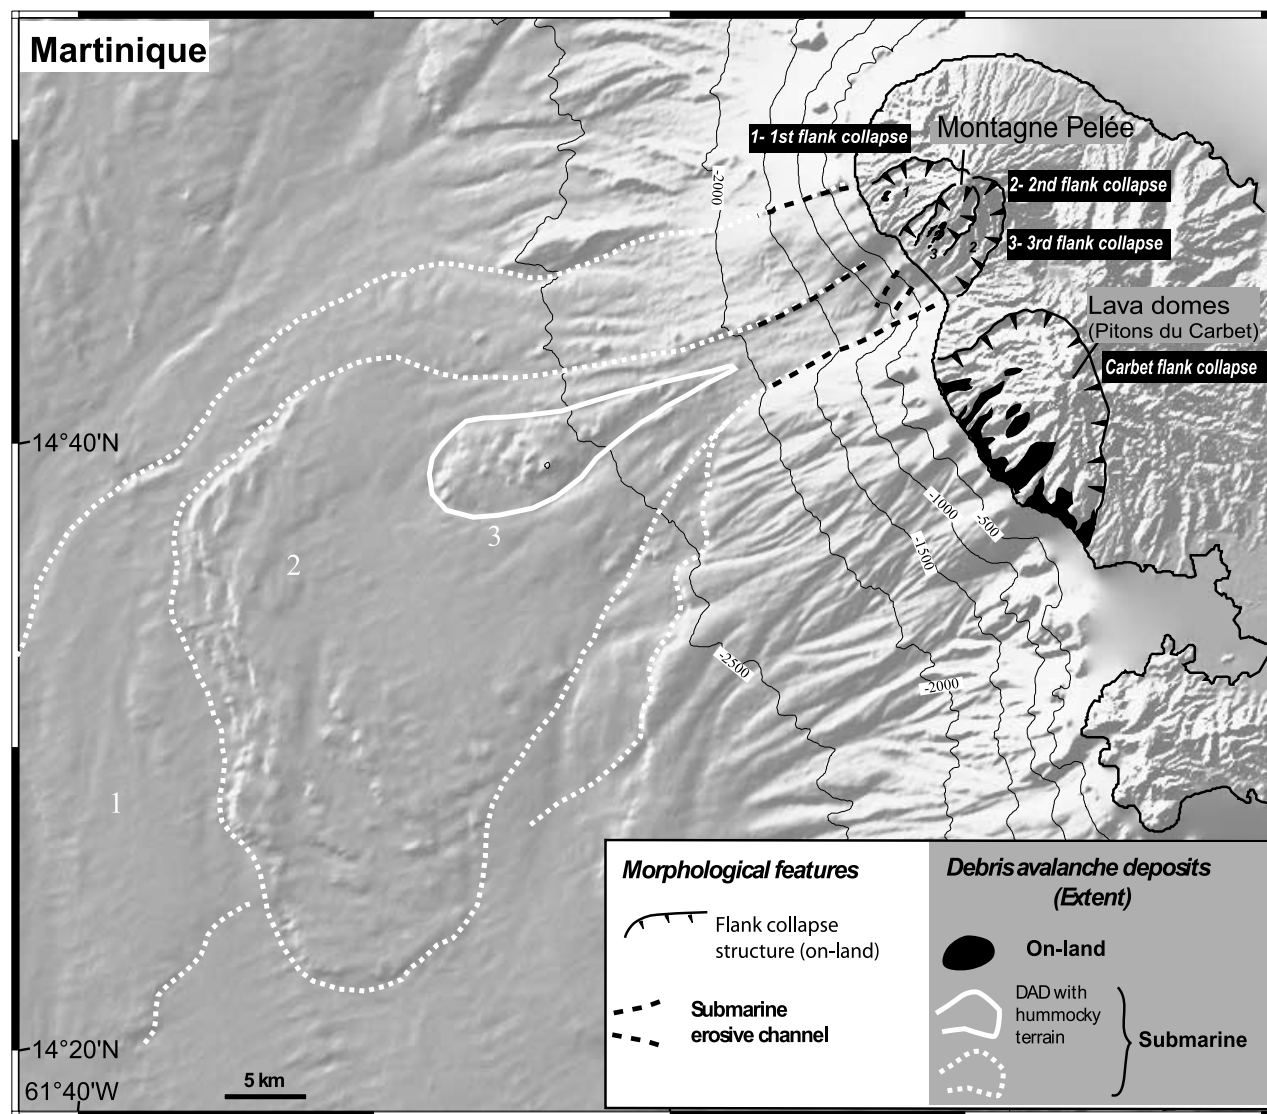 Martinique
1- 1st flank collapse
Montagne Pelée
2- 2nd flank collapse
3- 3rd flank collapse
1
2
3
Lava domes
(Pitons du Carbet)
Carbet flank collapse
-2000
14°40'N
-1000
-500
-1500
3
2
-2500
-2000
1
Morphological features
Flank collapse
structure (on-land)
Submarine
erosive channel
Debris avalanche deposits
(Extent)
On-land
DAD with
hummocky
terrain
Submarine
14°20'N
61°40'W
5 km